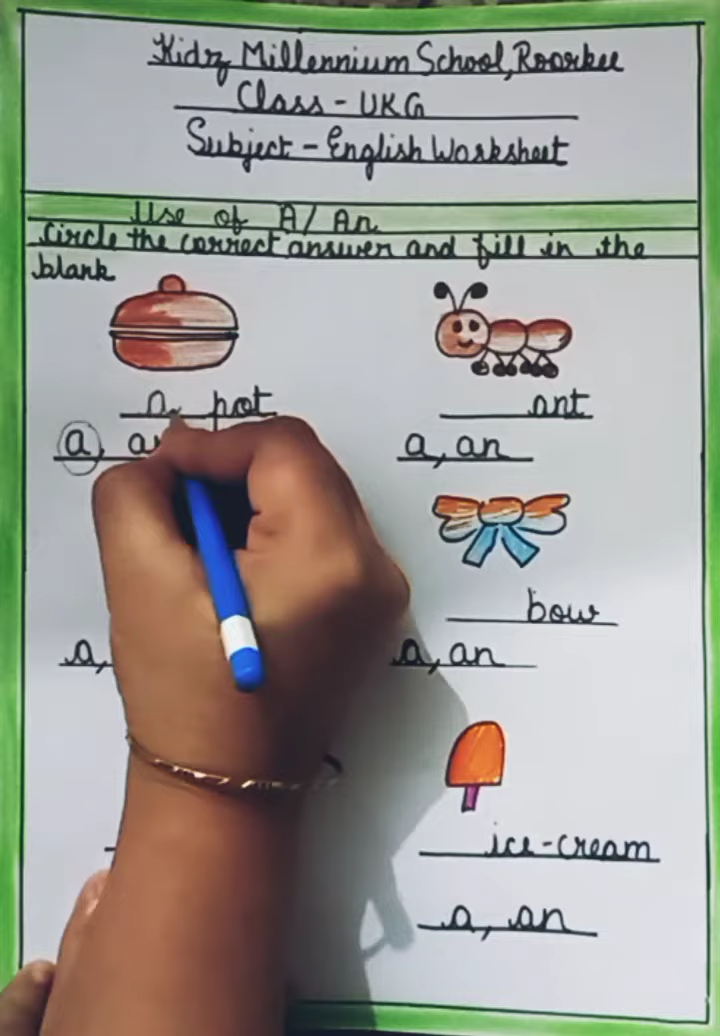 Kidz Millennium School, Roorkee
Class - UKG
Subject - English Worksheet
Use of A/ An
Circle the correct answer and fill in the
blank
a pot
ant
a, an
a, an
bow
a,
a, an
ice-cream
a, an